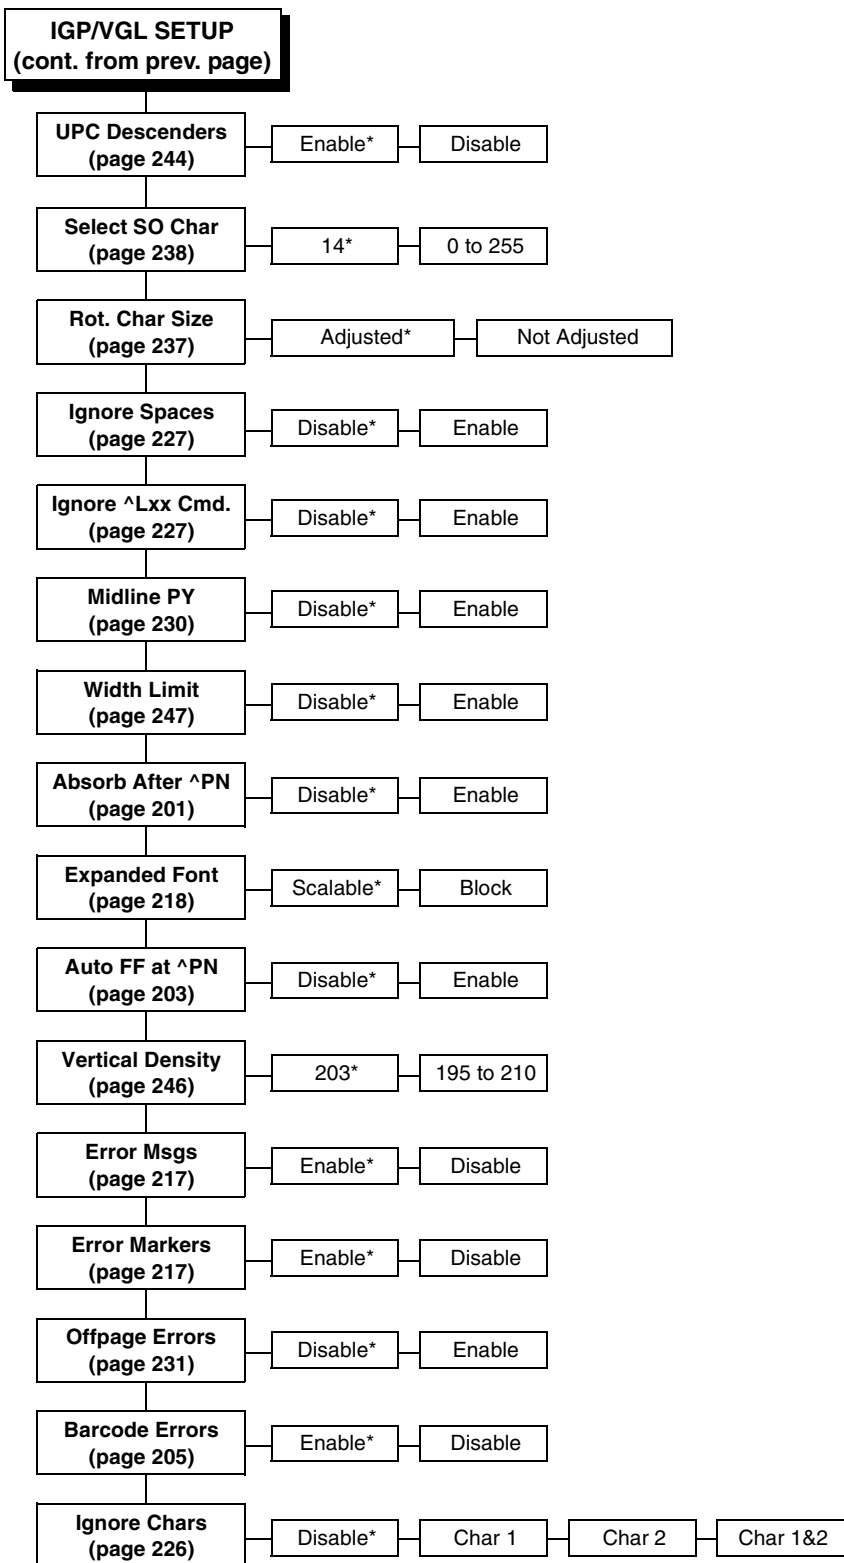 IGP/VGL SETUP
(cont. from prev. page)
UPC Descenders
(page 244)
Enable*
Disable
Select SO Char
(page 238)
14*
0 to 255
Rot. Char Size
(page 237)
Adjusted*
Not Adjusted
Ignore Spaces
(page 227)
Disable*
Enable
Ignore ^Lxx Cmd.
(page 227)
Disable*
Enable
Midline PY
(page 230)
Disable*
Enable
Width Limit
(page 247)
Disable*
Enable
Absorb After ^PN
(page 201)
Disable*
Enable
Expanded Font
(page 218)
Scalable*
Block
Auto FF at ^PN
(page 203)
Disable*
Enable
Vertical Density
(page 246)
203*
195 to 210
Error Msgs
(page 217)
Enable*
Disable
Error Markers
(page 217)
Enable*
Disable
Offpage Errors
(page 231)
Disable*
Enable
Barcode Errors
(page 205)
Enable*
Disable
Ignore Chars
(page 226)
Disable*
Char 1
Char 2
Char 1&2